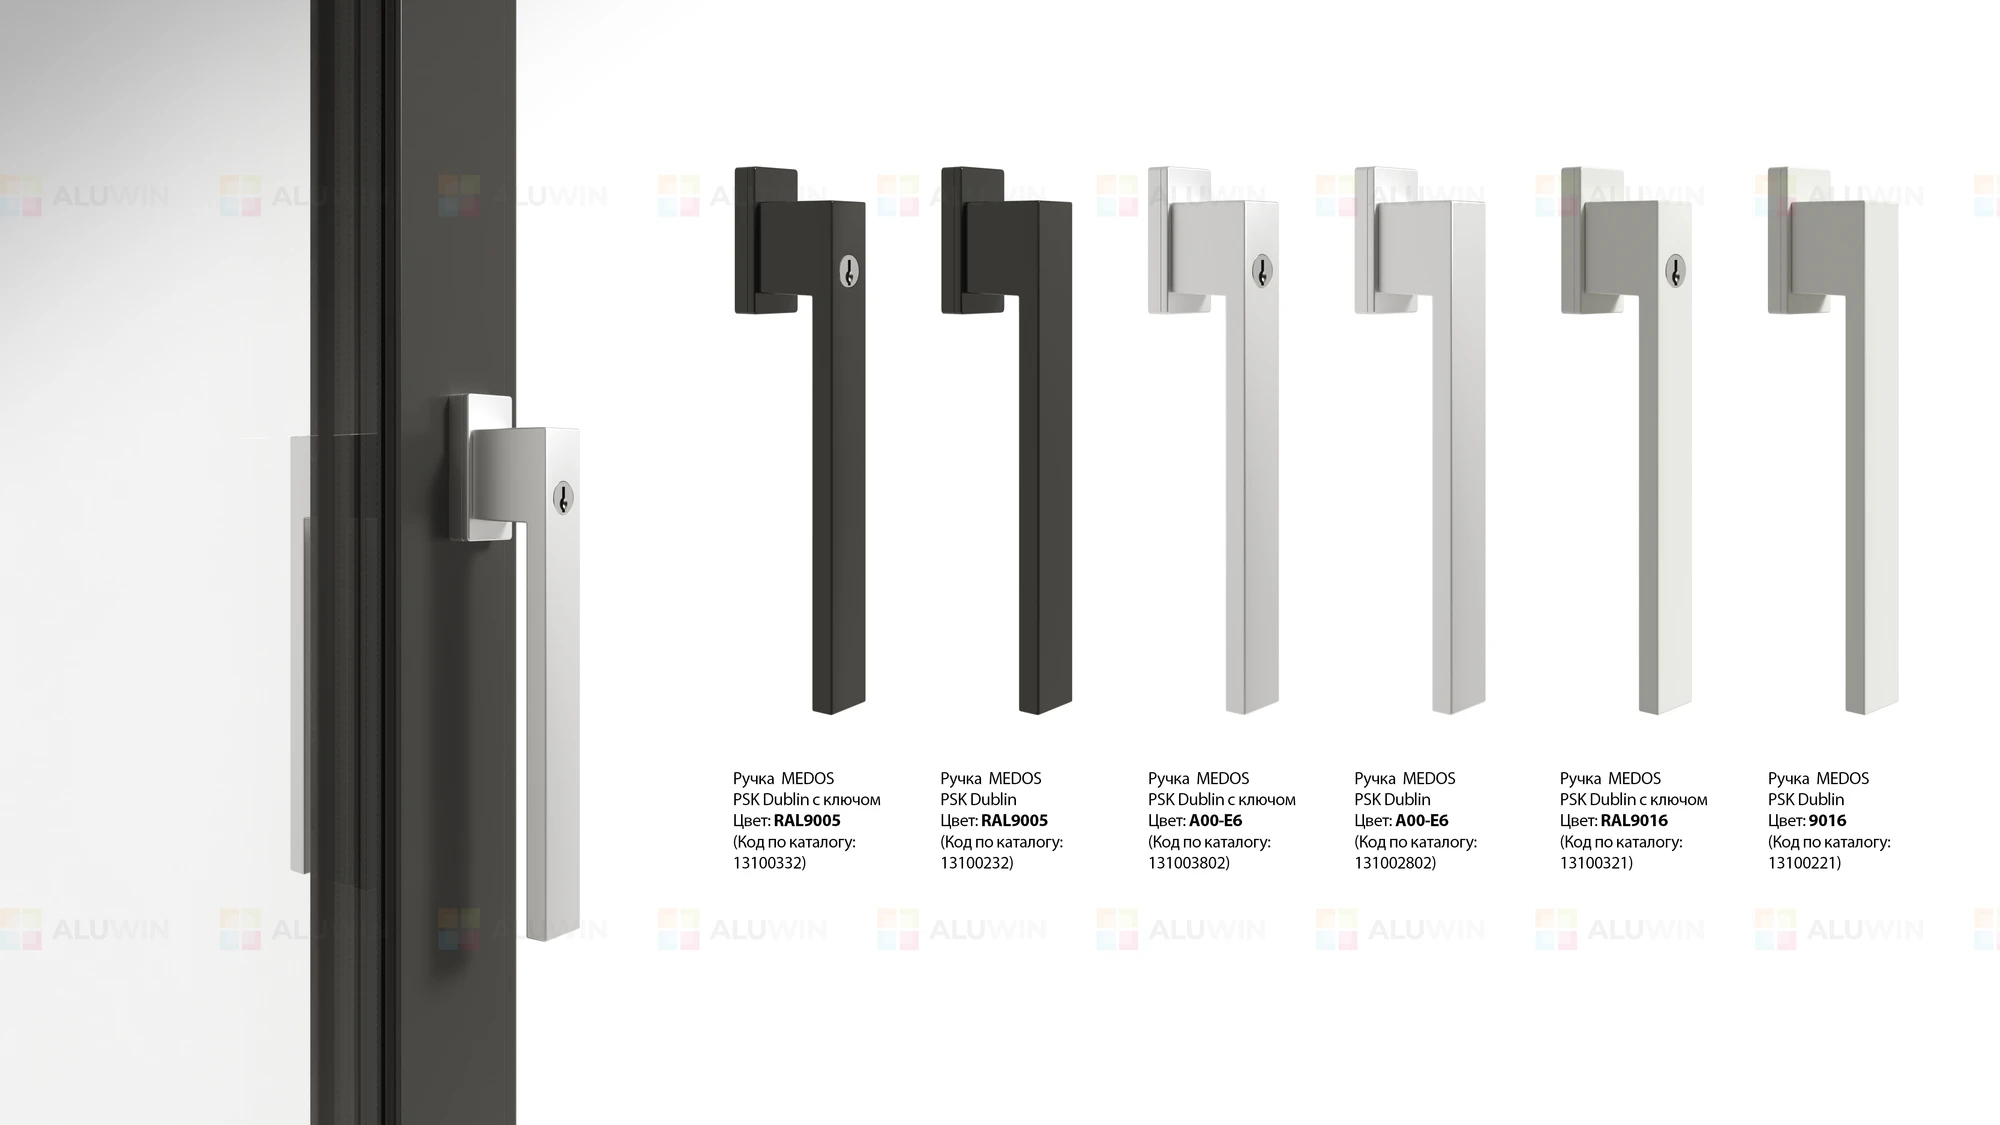 ALUWIN ALUWIN ALUWIN ALUWIN ALUWIN ALUWIN ALUWIN ALUWIN ALUWIN
Ручка MEDOS
PSK Dublin с ключом
Цвет: RAL9005
(Код по каталогу:
13100332)
Ручка MEDOS
PSK Dublin
Цвет: RAL9005
(Код по каталогу:
13100232)
Ручка MEDOS
PSK Dublin с ключом
Цвет: A00-E6
(Код по каталогу:
131003802)
Ручка MEDOS
PSK Dublin
Цвет: A00-E6
(Код по каталогу:
131002802)
Ручка MEDOS
PSK Dublin с ключом
Цвет: RAL9016
(Код по каталогу:
13100321)
Ручка MEDOS
PSK Dublin
Цвет: 9016
(Код по каталогу:
13100221)
ALUWIN ALUWIN ALUWIN ALUWIN ALUWIN ALUWIN ALUWIN ALUWIN ALUWIN